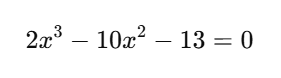 2x³ − 10x² − 13 = 0